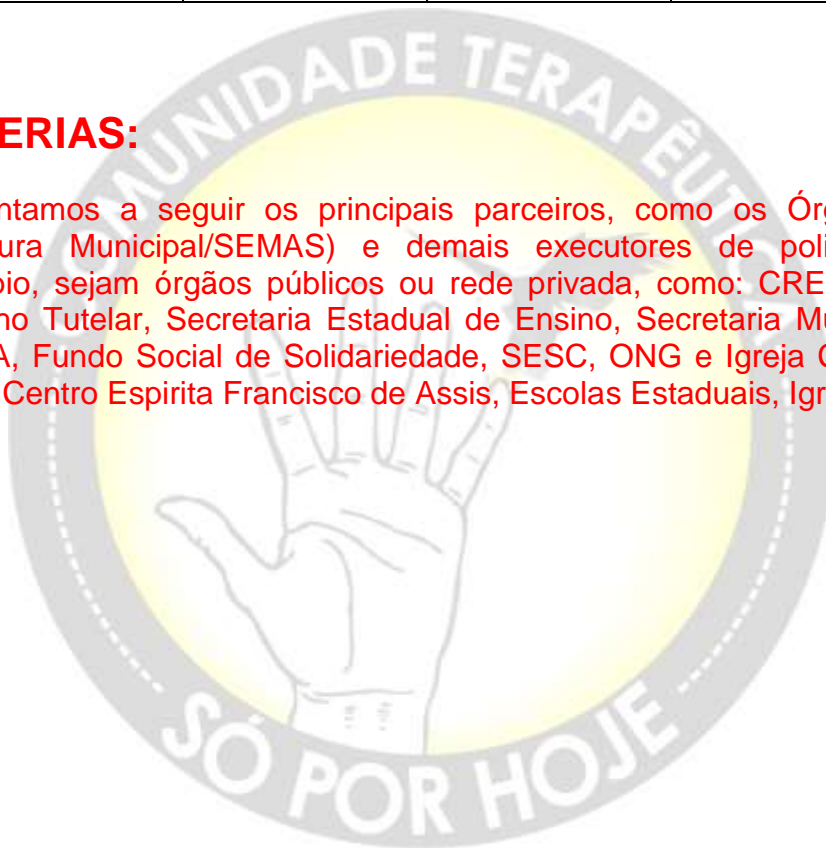 ERIAS:
ntamos a seguir os principais parceiros, como os Órg
ura Municipal/SEMAS) e demais executores de poli
oio, sejam órgãos públicos ou rede privada, como: CRE
no Tutelar, Secretaria Estadual de Ensino, Secretaria Mu
A, Fundo Social de Solidariedade, SESC, ONG e Igreja
Centro Espirita Francisco de Assis, Escolas Estaduais, Igr
COMUNIDADE TERAPÊUTICA
SÓ POR HOJE